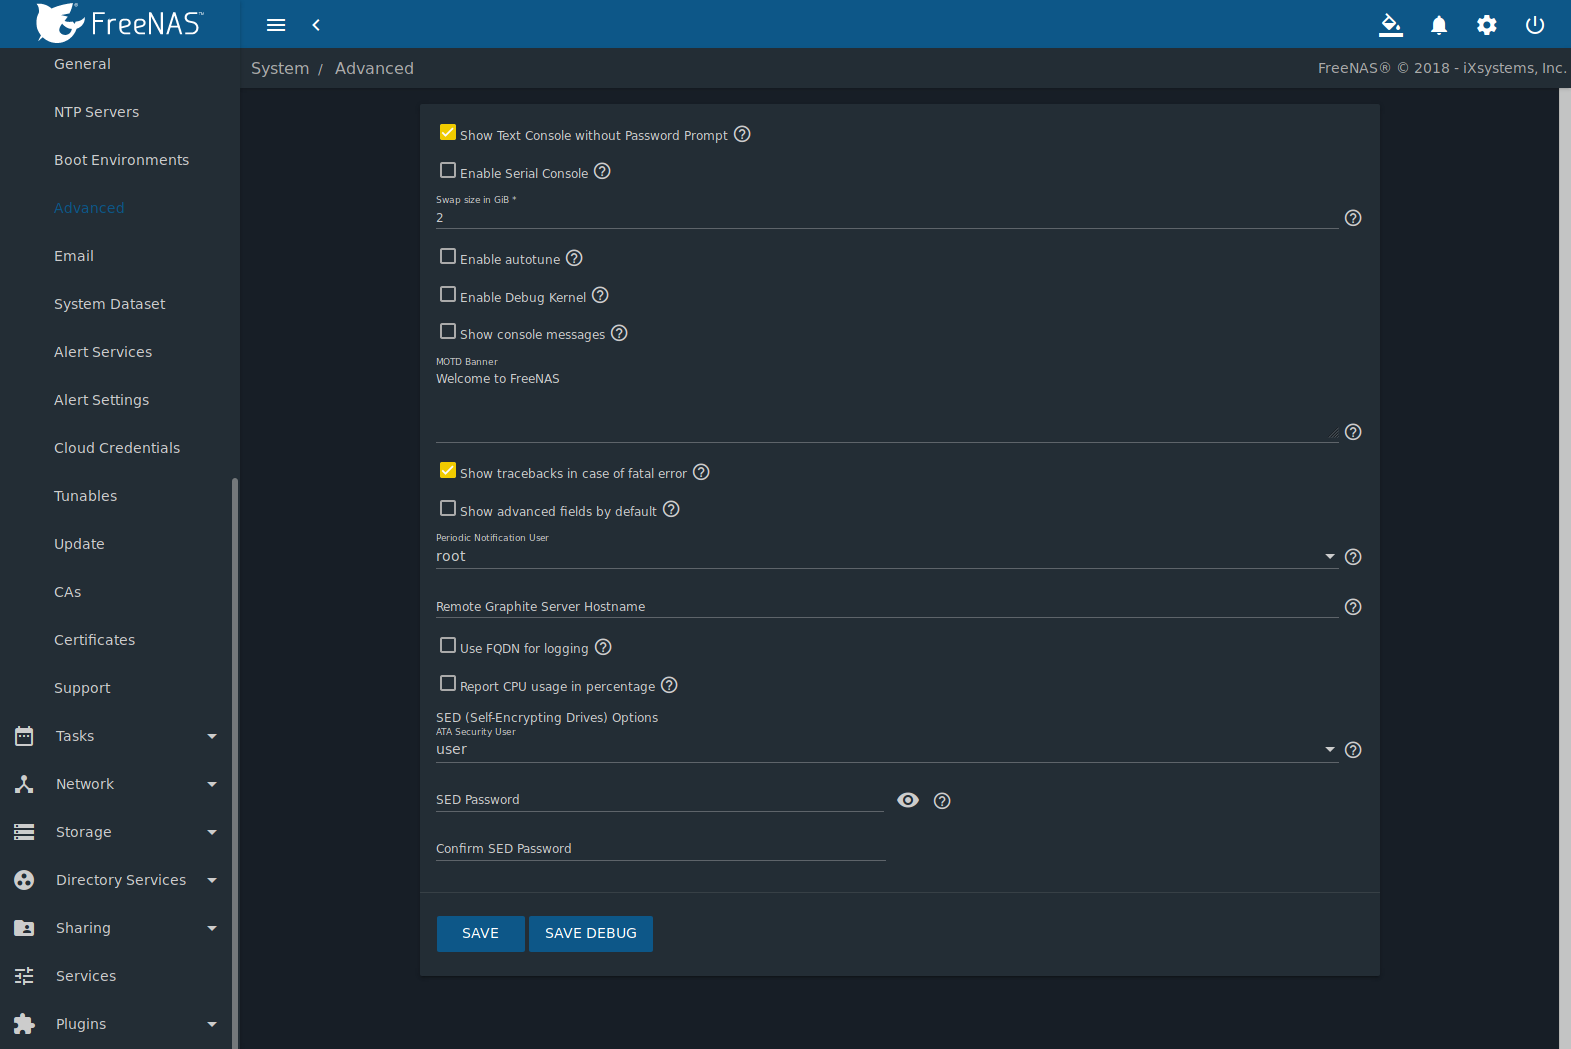 FreeNAS™
System / Advanced
FreeNAS® © 2018 - iXsystems, Inc.
General
NTP Servers
Boot Environments
Advanced
Email
System Dataset
Alert Services
Alert Settings
Cloud Credentials
Tunables
Update
CAs
Certificates
Support
Tasks
Network
Storage
Directory Services
Sharing
Services
Plugins
Show Text Console without Password Prompt
Enable Serial Console
Swap size in GiB *
2
Enable autotune
Enable Debug Kernel
Show console messages
MOTD Banner
Welcome to FreeNAS
Show tracebacks in case of fatal error
Show advanced fields by default
Periodic Notification User
root
Remote Graphite Server Hostname
Use FQDN for logging
Report CPU usage in percentage
SED (Self-Encrypting Drives) Options
ATA Security User
user
SED Password
Confirm SED Password
SAVE
SAVE DEBUG